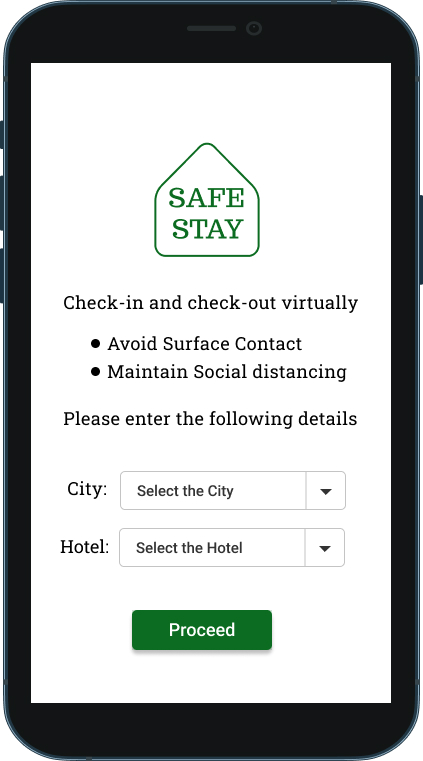 SAFE
STAY
Check-in and check-out virtually
● Avoid Surface Contact
● Maintain Social distancing
Please enter the following details
City: Select the City
Hotel: Select the Hotel
Proceed